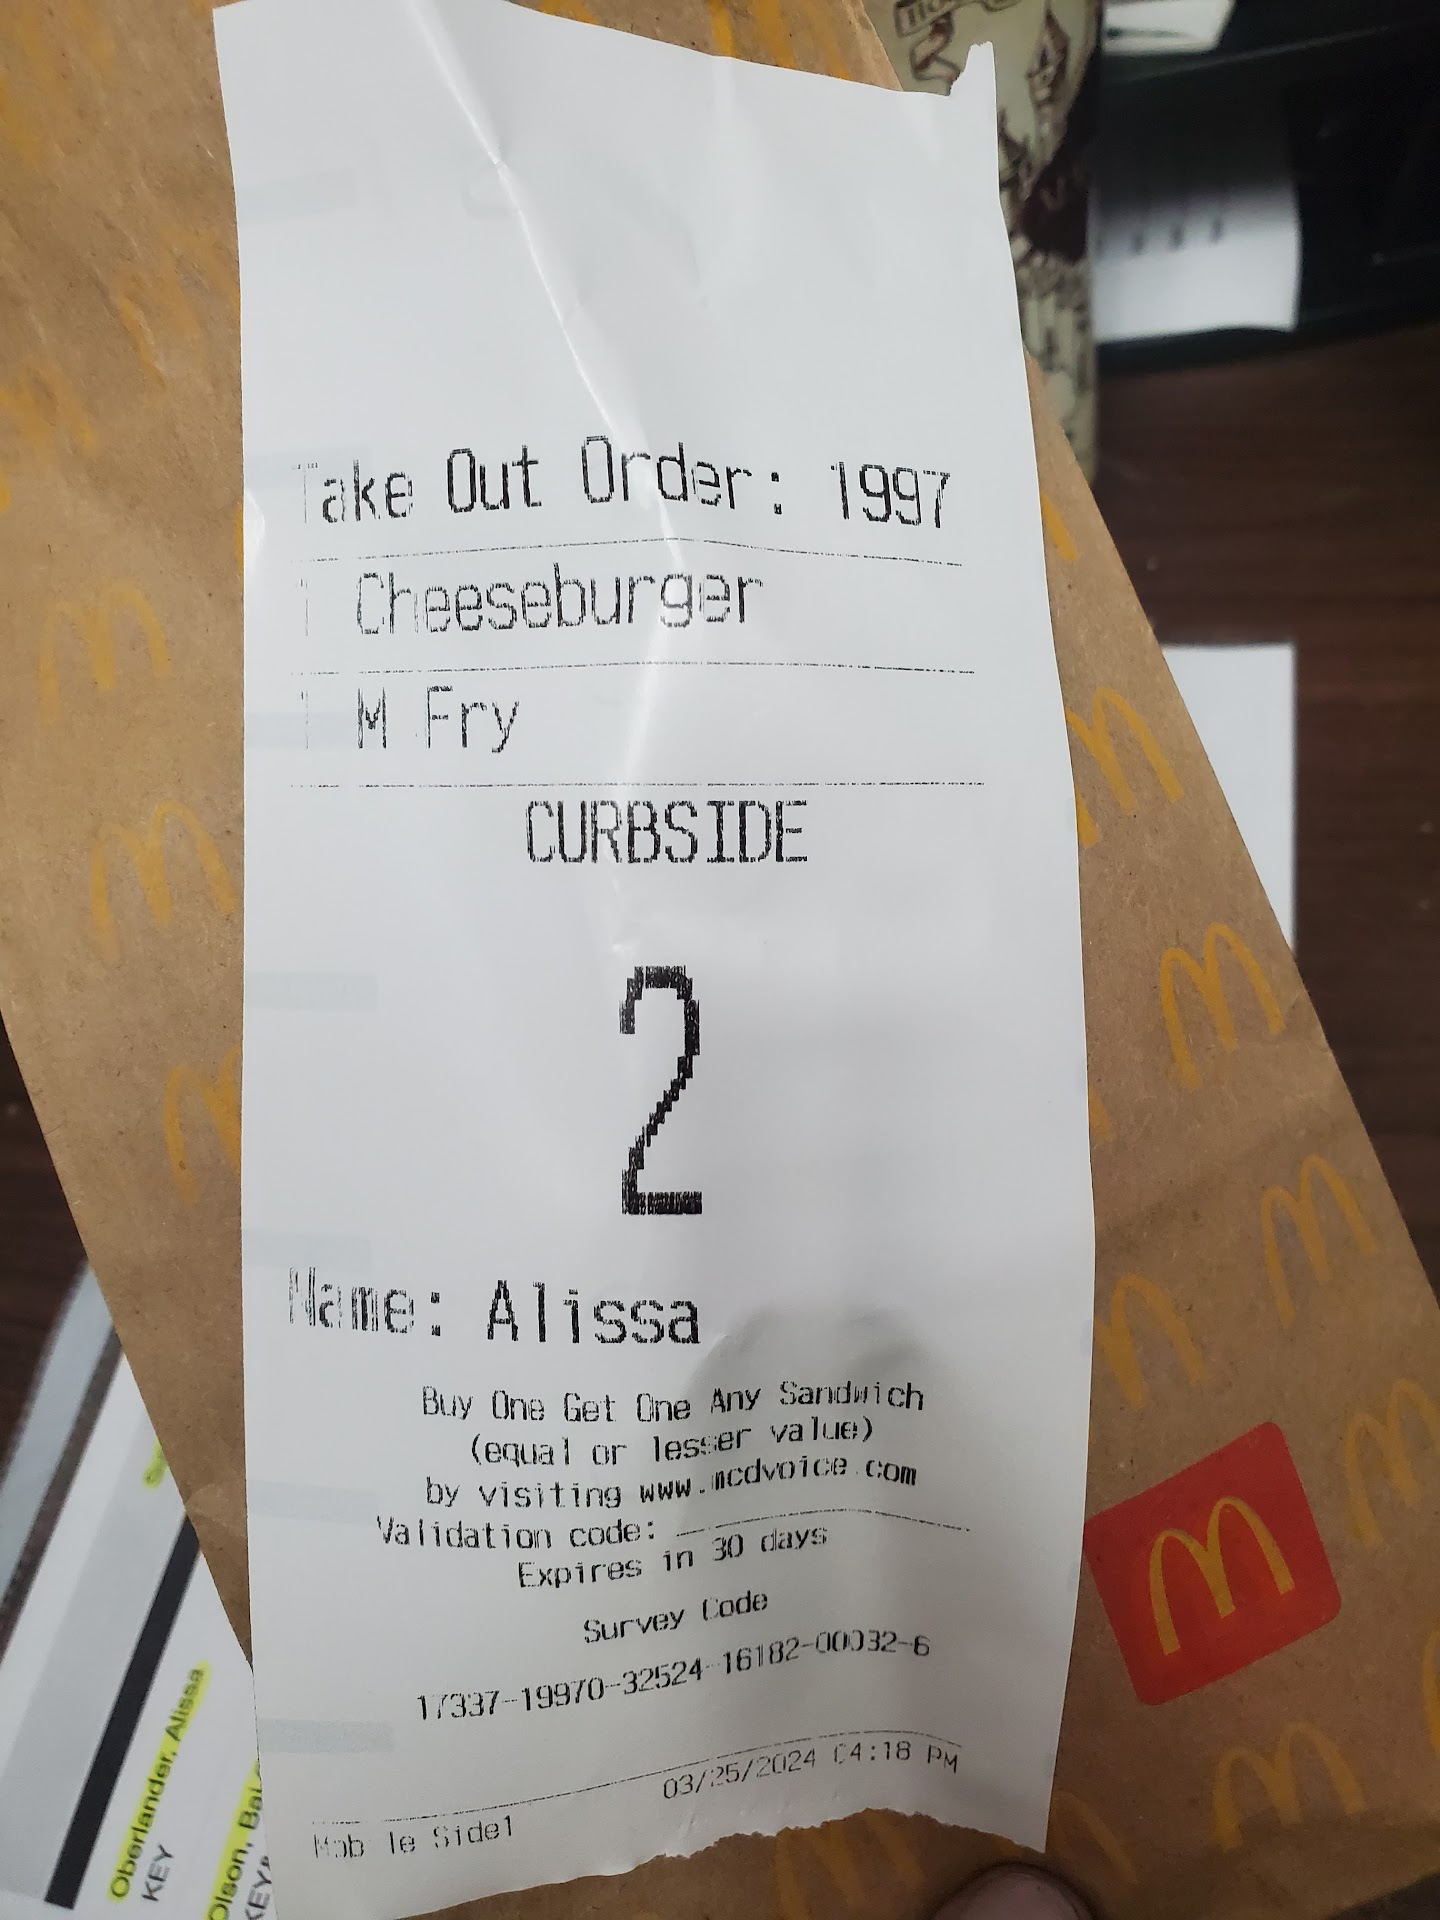 Take Out Order: 1997
1 Cheeseburger
1 M Fry
CURBSIDE
2
Name: Alissa
Buy One Get One Any Sandwich
(equal or lesser value)
by visiting www.mcdvoice.com
Validation code:
Expires in 30 days
Survey Code
17337-19970-32524-16182-00032-6
03/25/2024 04:18 PM
Mobile Side1
Oberlander, Alissa
KEY
Olson,